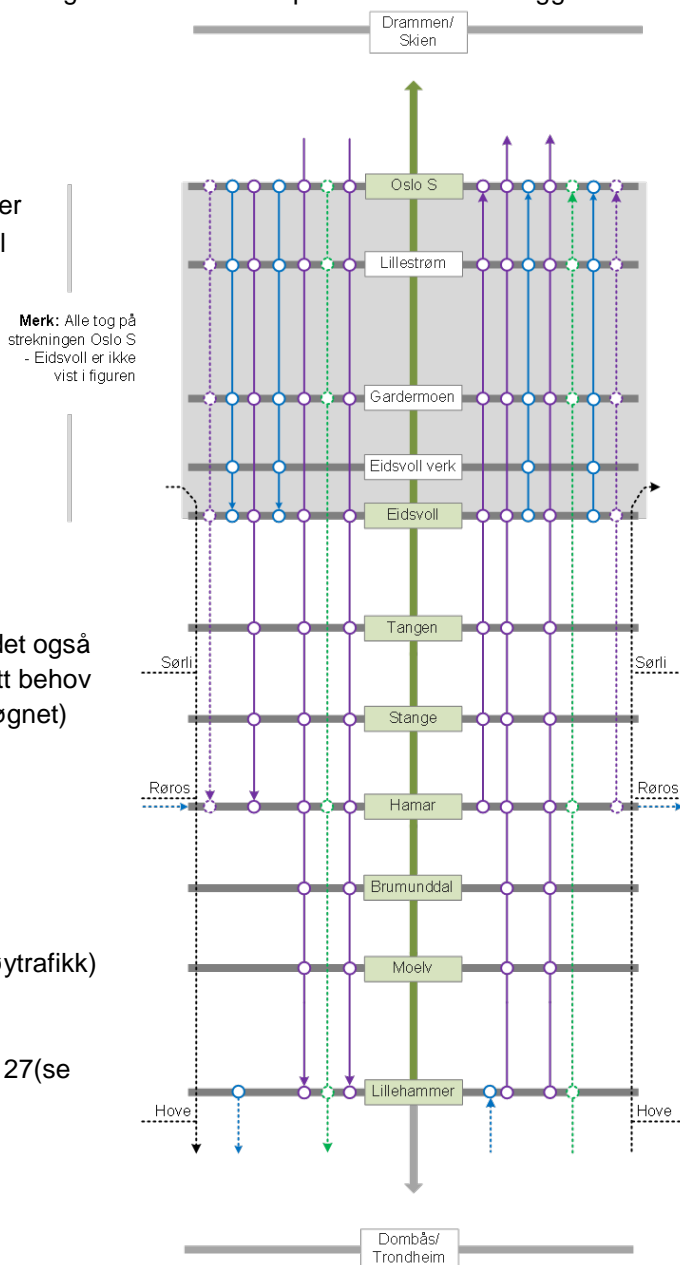 Drammen/
Skien
Oslo S
er
Lillestrøm
Merk: Alle tog på
strekningen Oslo S
- Eidsvoll er ikke
vist i figuren
Gardermoen
Eidsvoll verk
Eidsvoll
Tangen
det også
Sørli
Sørli
tt behov
Stange
øgnet)
Røros
Røros
Hamar
Brumunddal
øytrafikk)
Moelv
27(se
Lillehammer
Hove
Hove
Dombås/
Trondheim